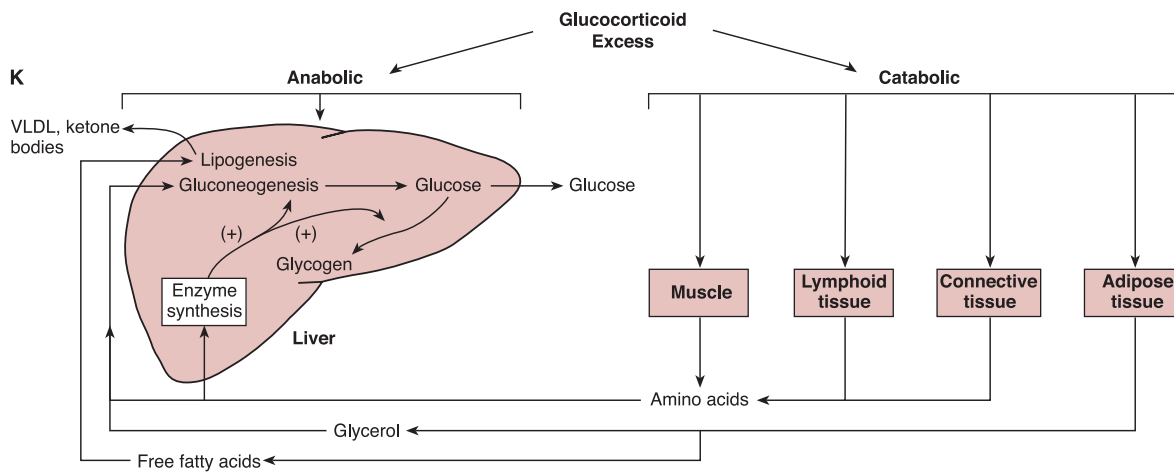 Glucocorticoid
Excess
K
Anabolic
Catabolic
VLDL, ketone
bodies
Lipogenesis
Gluconeogenesis
Glucose
Glucose
(+)
(+)
Glycogen
Enzyme
synthesis
Liver
Muscle
Lymphoid
tissue
Connective
tissue
Adipose
tissue
Amino acids
Glycerol
Free fatty acids